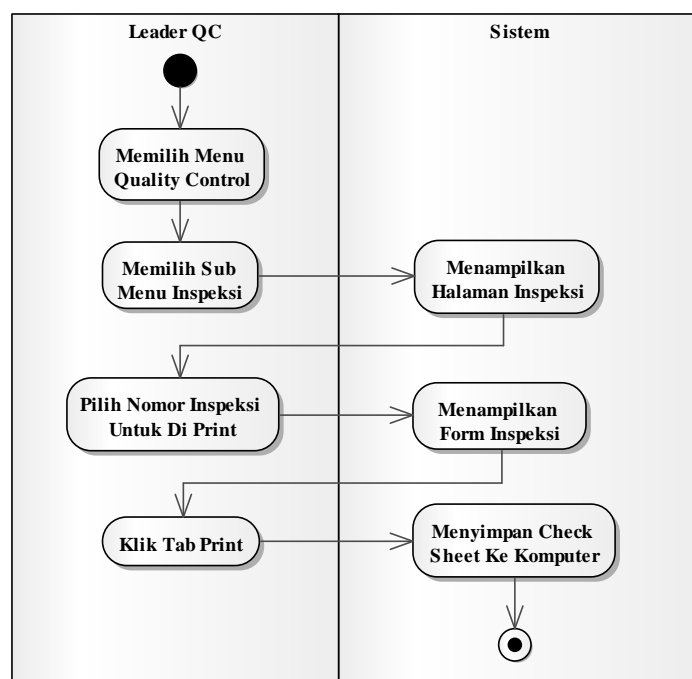 Leader QC
Sistem
Memilih Menu
Quality Control
Memilih Sub
Menu Inspeksi
Menampilkan
Halaman Inspeksi
Pilih Nomor Inspeksi
Untuk Di Print
Menampilkan
Form Inspeksi
Klik Tab Print
Menyimpan Check
Sheet Ke Komputer